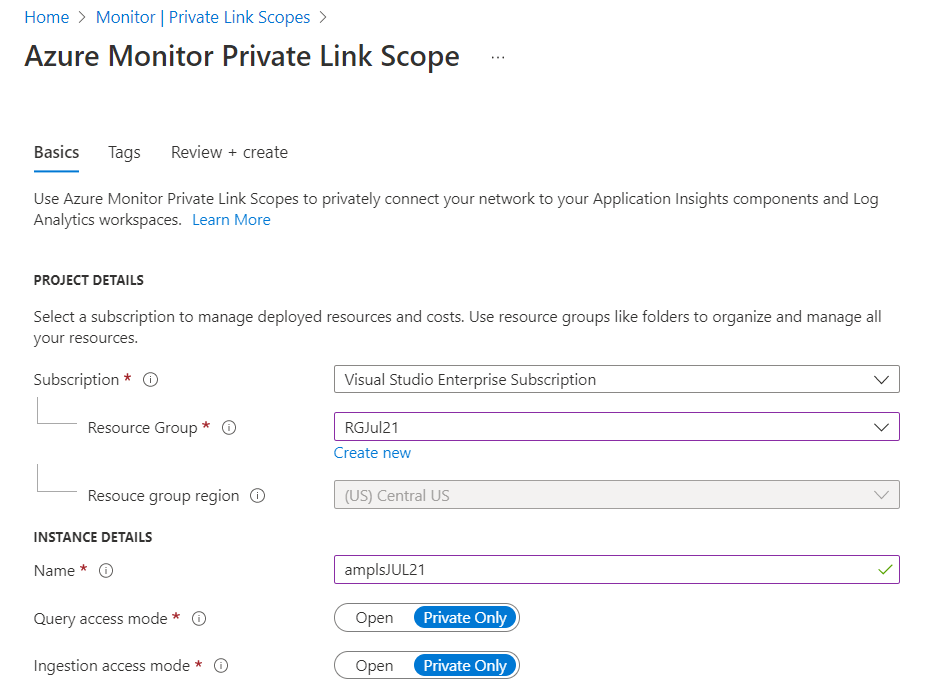 Home > Monitor | Private Link Scopes >
Azure Monitor Private Link Scope ...
Basics Tags Review + create
Use Azure Monitor Private Link Scopes to privately connect your network to your Application Insights components and Log
Analytics workspaces. Learn More
PROJECT DETAILS
Select a subscription to manage deployed resources and costs. Use resource groups like folders to organize and manage all
your resources.
Subscription * Visual Studio Enterprise Subscription
Resource Group * RGJul21
Create new
Resouce group region (US) Central US
INSTANCE DETAILS
Name * amplsJUL21
Query access mode * Open Private Only
Ingestion access mode * Open Private Only